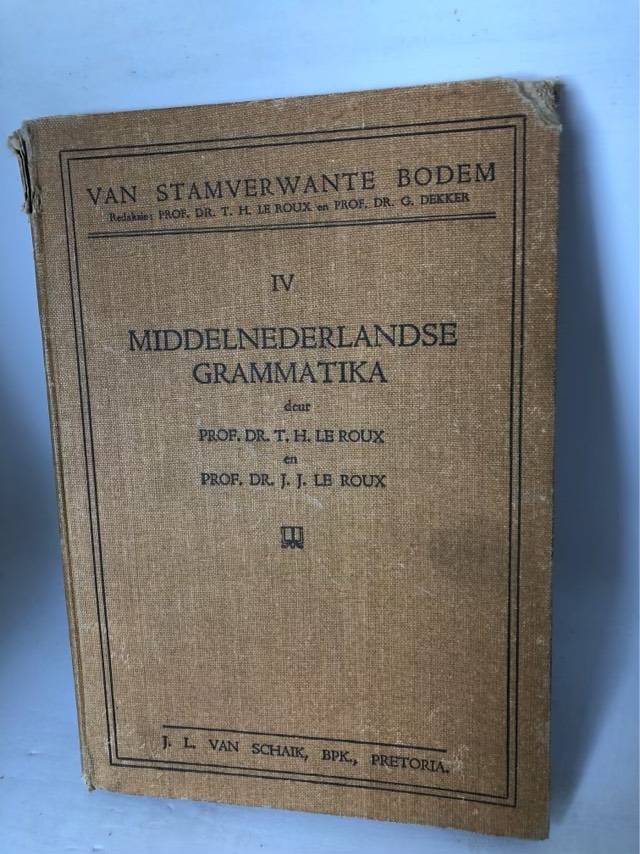 VAN STAMVERWANTE BODEM
Redaksie: PROF. DR. T. H. LE ROUX en PROF. DR. G. DEKKER
IV
MIDDELNEDERLANDSE
GRAMMATIKA
deur
PROF. DR. T. H. LE ROUX
en
PROF. DR. J. J. LE ROUX
J. L. VAN SCHAIK, BPK., PRETORIA.